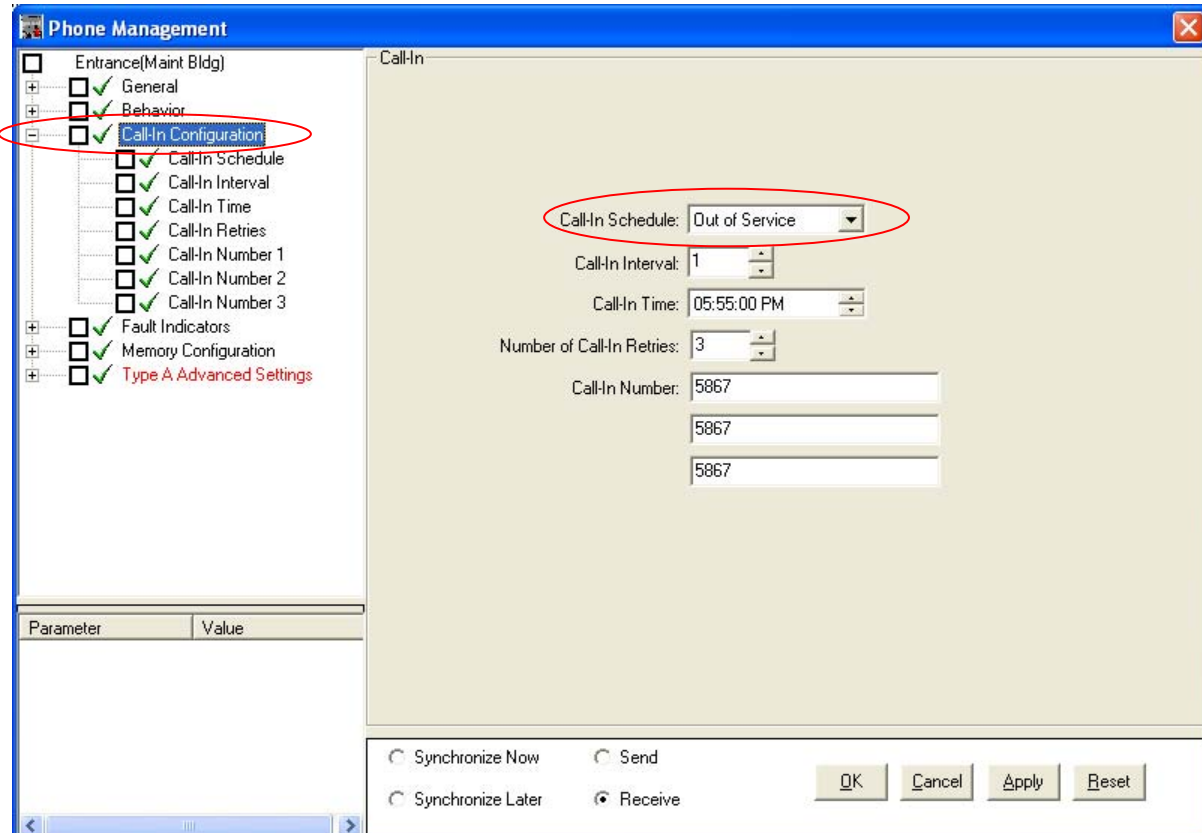 Phone Management
Entrance(Maint Bldg)
General
Behavior
Call-In Configuration
Call-In Schedule
Call-In Interval
Call-In Time
Call-In Retries
Call-In Number 1
Call-In Number 2
Call-In Number 3
Fault Indicators
Memory Configuration
Type A Advanced Settings
Parameter Value
Call-In
Call-In Schedule: Out of Service
Call-In Interval: 1
Call-In Time: 05:55:00 PM
Number of Call-In Retries: 3
Call-In Number: 5867
5867
5867
Synchronize Now Send
Synchronize Later Receive
OK Cancel Apply Reset